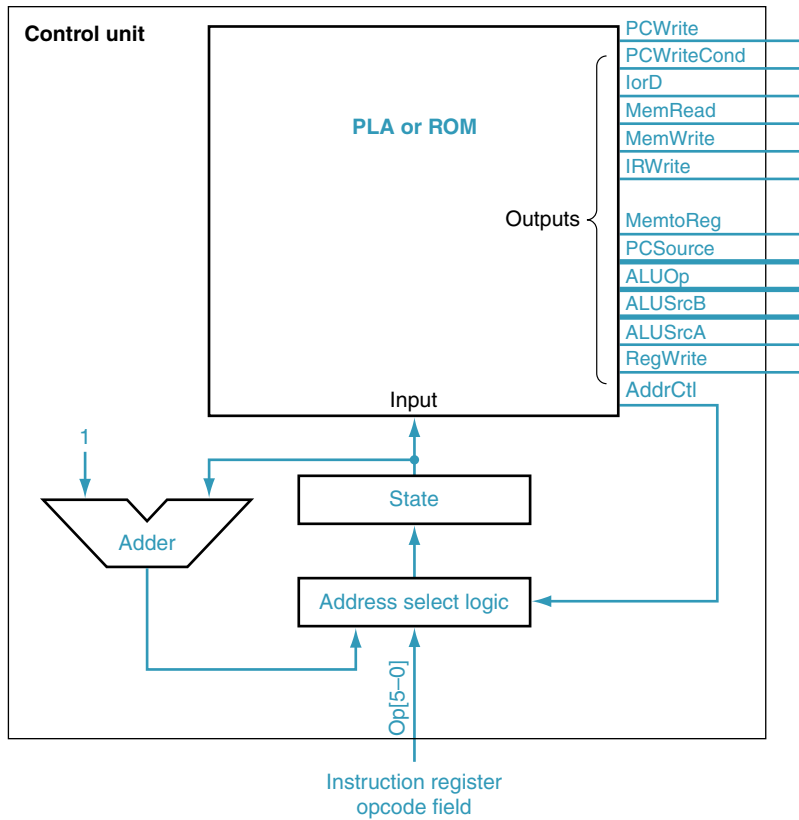 Control unit
PLA or ROM
PCWrite
PCWriteCond
IorD
MemRead
MemWrite
IRWrite
Outputs
MemtoReg
PCSource
ALUOp
ALUSrcB
ALUSrcA
RegWrite
AddrCtl
Input
1
State
Adder
Address select logic
Op[5–0]
Instruction register
opcode field